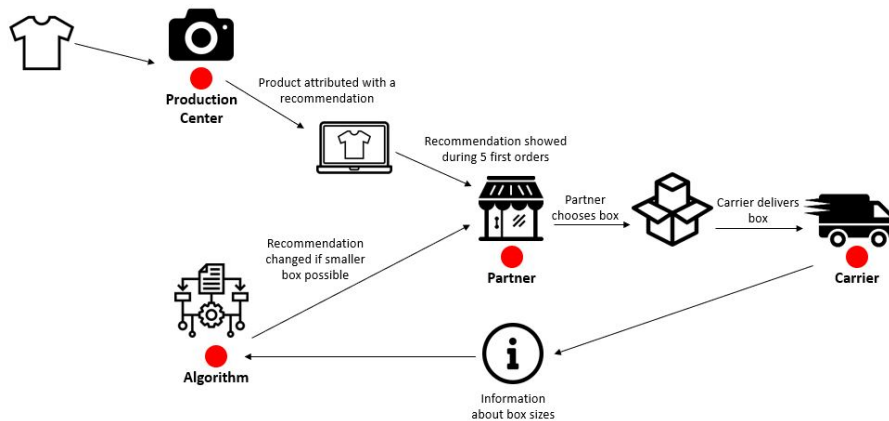 Production
Center
Product attributed with a
recommendation
Recommendation showed
during 5 first orders
Partner
chooses box
Carrier delivers
box
Partner
Carrier
Recommendation
changed if smaller
box possible
Algorithm
i
Information
about box sizes